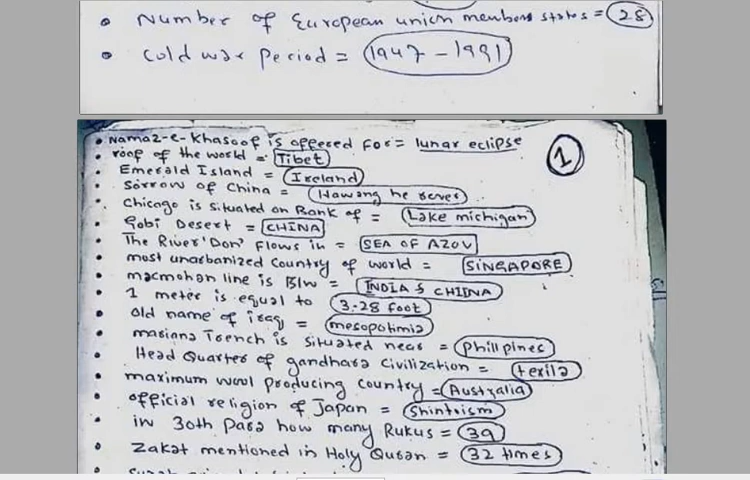 • Number of European union members states = 28
• Cold war Period = 1947 – 1991
1
• Namaz-e-Khasoof is offered for = lunar eclipse
• roof of the world = Tibet
• Emerald Island = Ireland
• Sorrow of China = Hawang he rever
• Chicago is situated on Bank of = Lake michigan
• Gobi Desert = CHINA
• The River 'Don' Flows in = SEA OF AZOV
• most unarbanized country of world = SINGAPORE
• macmohan line is B/w = INDIA & CHIINA
• 1 meter is equal to 3.28 foot
• old name of iraq = mesopotimia
• mariana Trench is situated near = Phillpines
• Head Quarter of gandhara civilization = texila
• maximum wool Producing Country = Australia
• official religion of Japan = Shintoism
• in 30th Para how many Rukus = 39
• Zakat mentioned in Holy Quran = 32 times